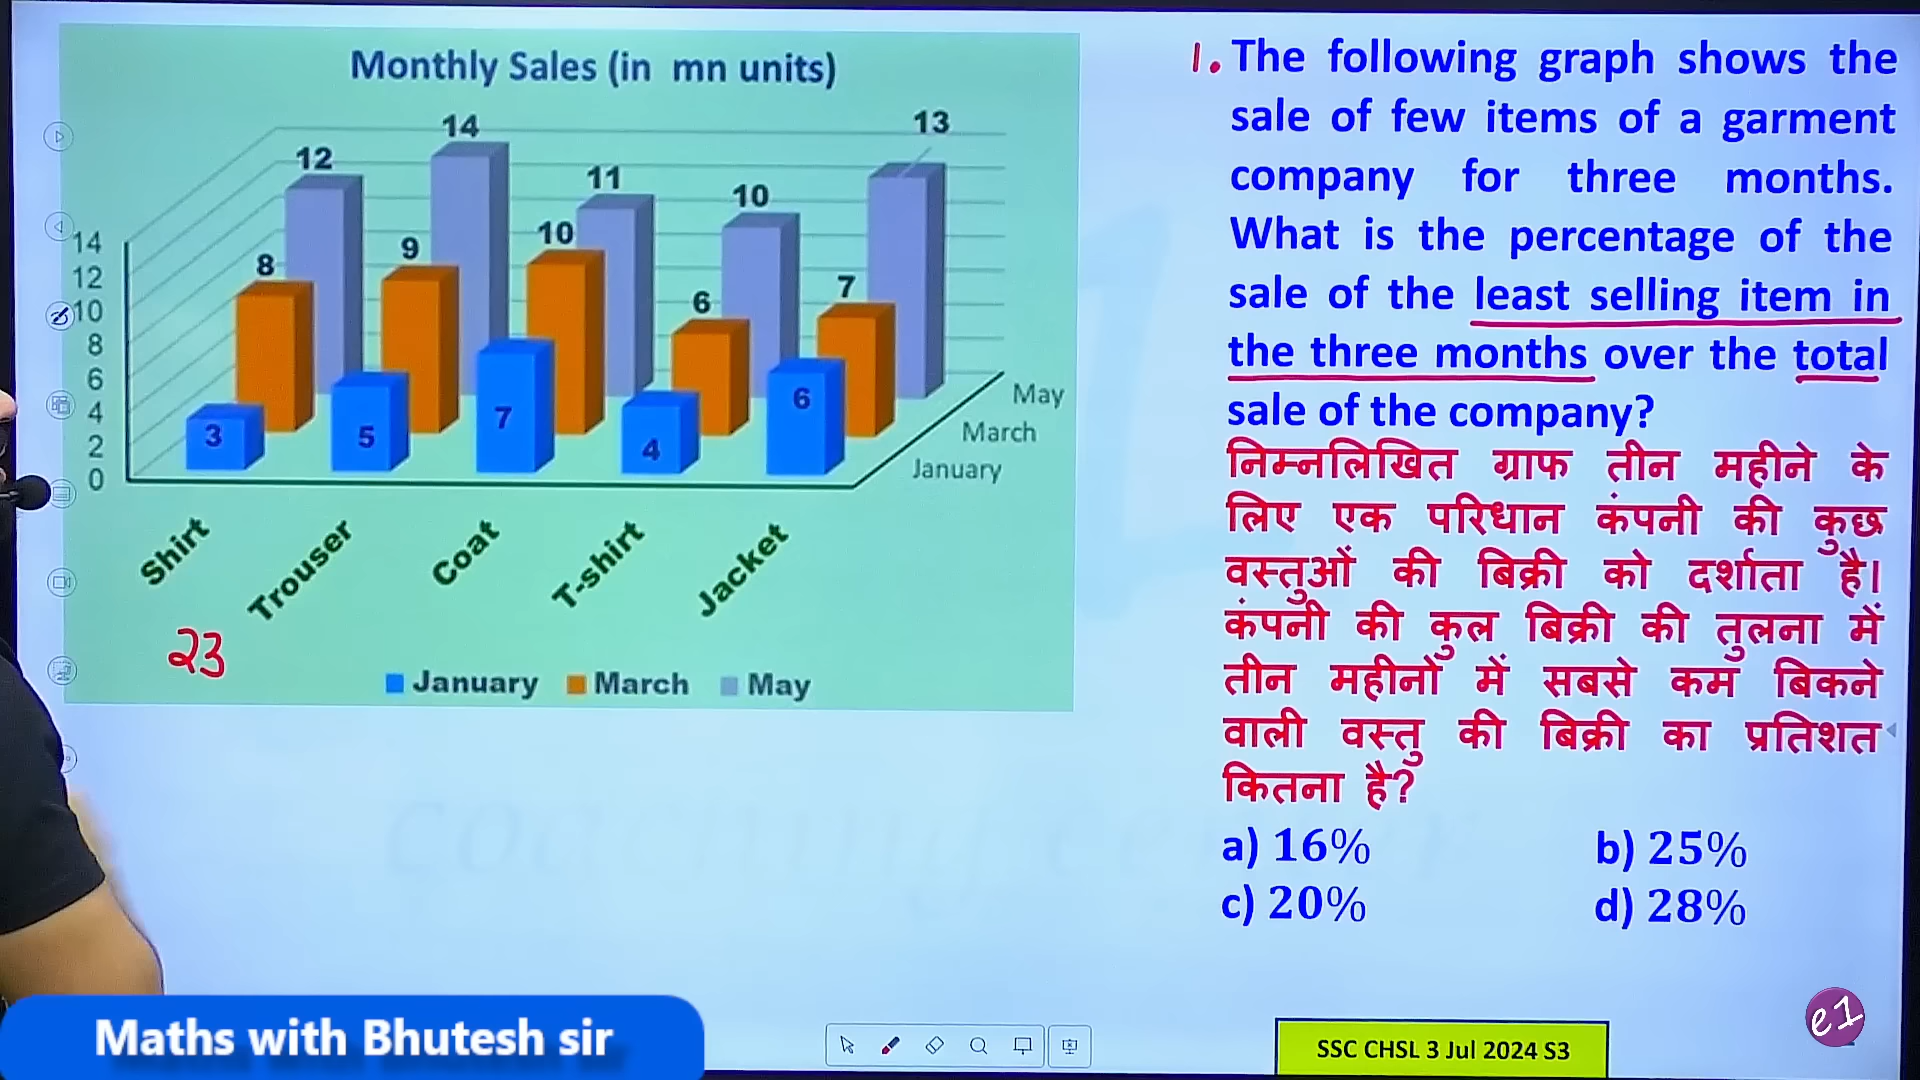 Monthly Sales (in mn units)
14
13
12
11
10
9
10
8
7
6
14
12
10
8
6
4
2
0
3
5
7
4
6
May
March
January
Shirt
Trouser
Coat
T-shirt
Jacket
23
January March May
1. The following graph shows the
sale of few items of a garment
company for three months.
What is the percentage of the
sale of the least selling item in
the three months over the total
sale of the company?
निम्नलिखित ग्राफ तीन महीने के
लिए एक परिधान कंपनी की कुछ
वस्तुओं की बिक्री को दर्शाता है।
कंपनी की कुल बिक्री की तुलना में
तीन महीनों में सबसे कम बिकने
वाली वस्तु की बिक्री का प्रतिशत
कितना है?
a) 16% b) 25%
c) 20% d) 28%
Maths with Bhutesh sir
SSC CHSL 3 Jul 2024 S3
e1